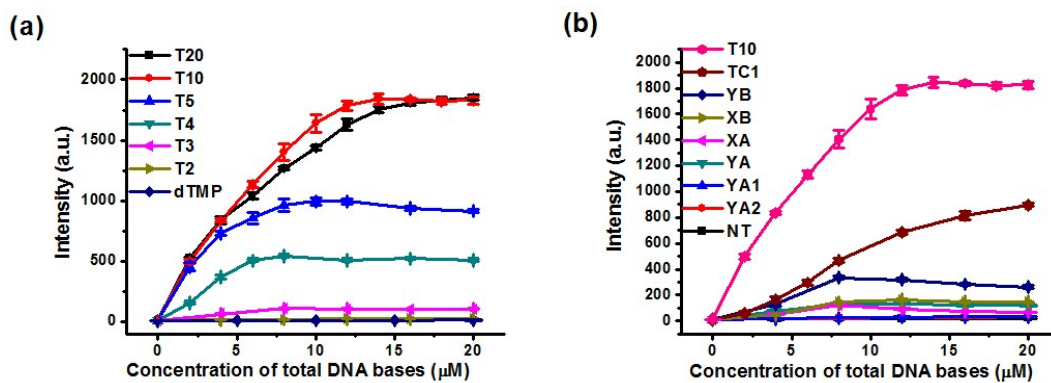 (a)
T20
T10
T5
T4
T3
T2
dTMP
2000
1500
1000
500
0
Intensity (a.u.)
0 5 10 15 20
Concentration of total DNA bases (μM)
(b)
T10
TC1
YB
XB
XA
YA
YA1
YA2
NT
2000
1800
1600
1400
1200
1000
800
600
400
200
0
Intensity (a.u.)
0 5 10 15 20
Concentration of total DNA bases (μM)